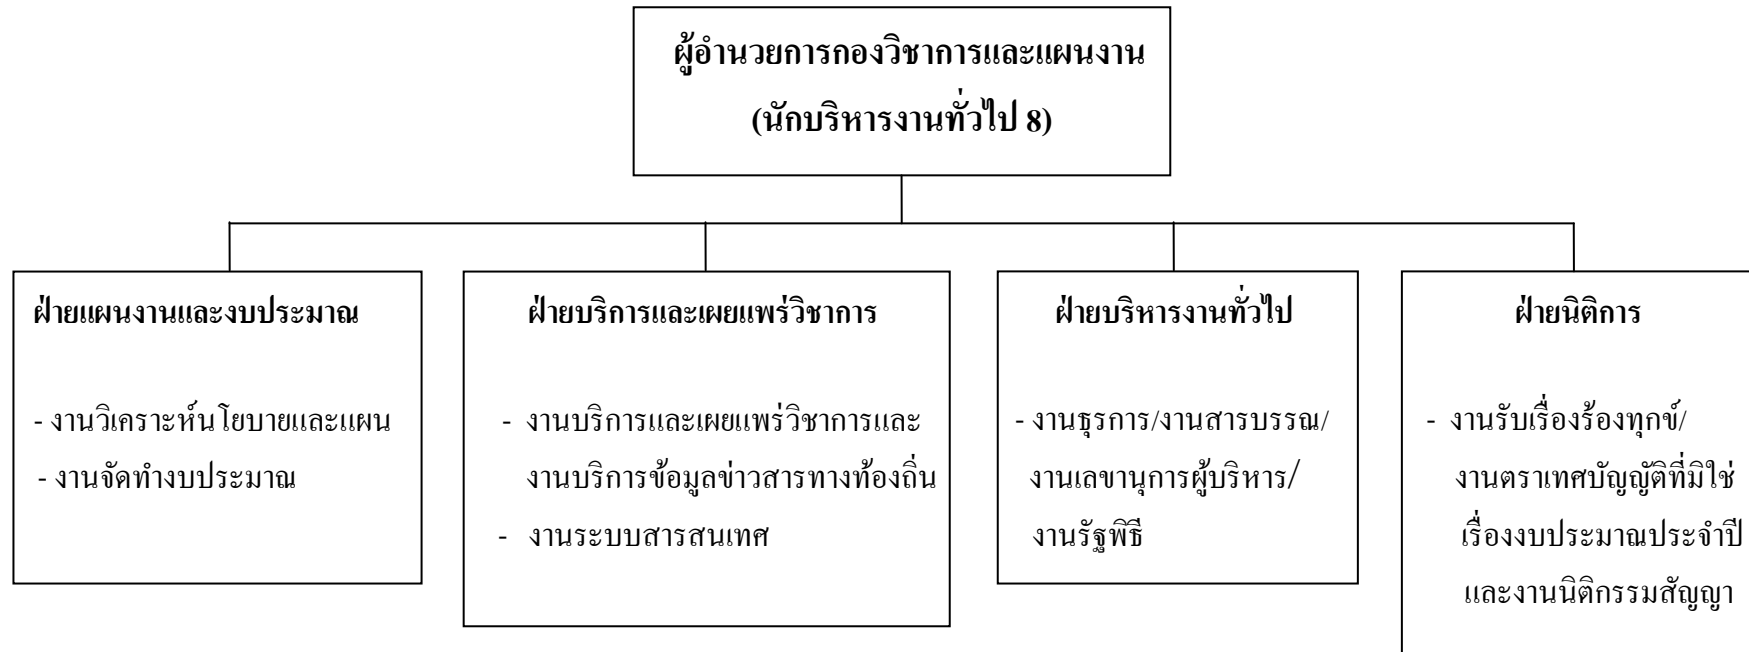 ผู้อำนวยการกองวิชาการและแผนงาน
(นักบริหารงานทั่วไป 8)
ฝ่ายแผนงานและงบประมาณ
- งานวิเคราะห์นโยบายและแผน
- งานจัดทำงบประมาณ
ฝ่ายบริการและเผยแพร่วิชาการ
- งานบริการและเผยแพร่วิชาการและ
งานบริการข้อมูลข่าวสารทางท้องถิ่น
- งานระบบสารสนเทศ
ฝ่ายบริหารงานทั่วไป
- งานธุรการ/งานสารบรรณ/
งานเลขานุการผู้บริหาร/
งานรัฐพิธี
ฝ่ายนิติการ
- งานรับเรื่องร้องทุกข์/
งานตราเทศบัญญัติที่มิใช่
เรื่องงบประมาณประจำปี
และงานนิติกรรมสัญญา